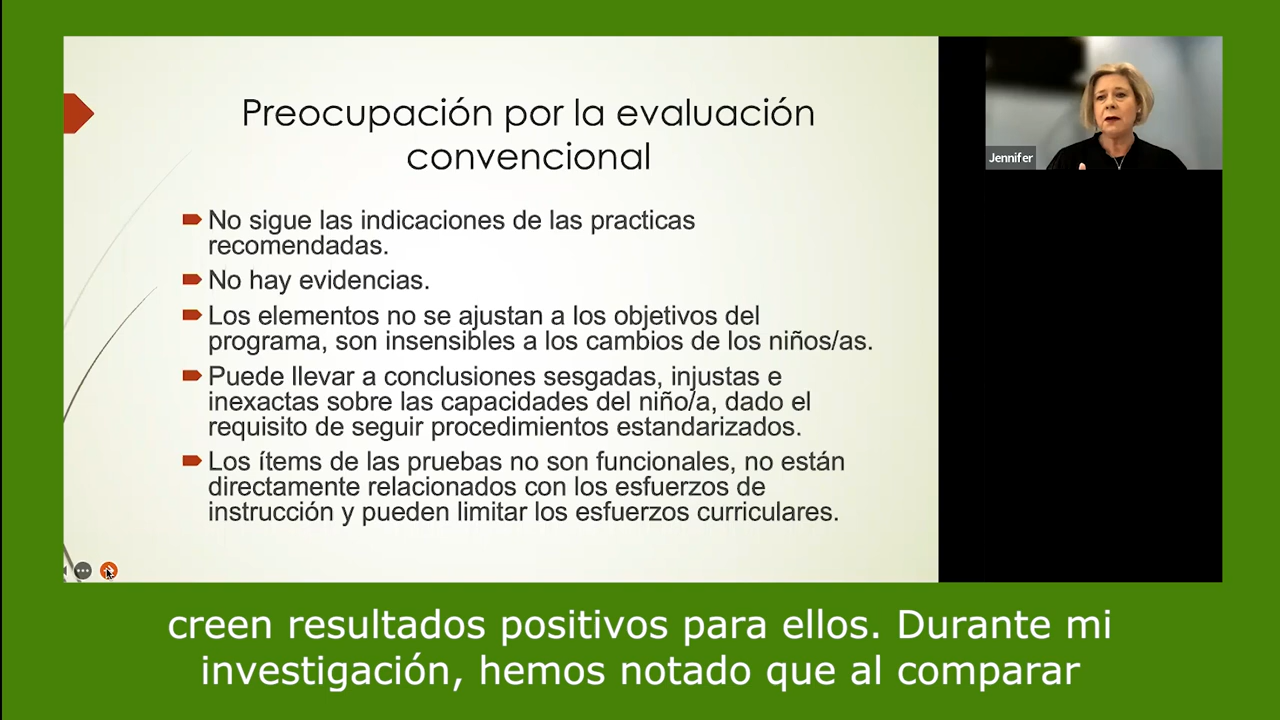 Preocupación por la evaluación
convencional
No sigue las indicaciones de las practicas
recomendadas.
No hay evidencias.
Los elementos no se ajustan a los objetivos del
programa, son insensibles a los cambios de los niños/as.
Puede llevar a conclusiones sesgadas, injustas e
inexactas sobre las capacidades del niño/a, dado el
requisito de seguir procedimientos estandarizados.
Los ítems de las pruebas no son funcionales, no están
directamente relacionados con los esfuerzos de
instrucción y pueden limitar los esfuerzos curriculares.
Jennifer
creen resultados positivos para ellos. Durante mi
investigación, hemos notado que al comparar